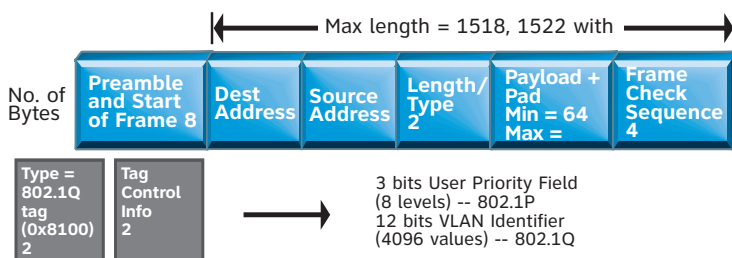 Max length = 1518, 1522 with
No. of
Bytes
Preamble
and Start
of Frame 8
Dest
Address
Source
Address
Length/
Type
2
Payload +
Pad
Min = 64
Max =
Frame
Check
Sequence
4
Type =
802.1Q
tag
(0x8100)
2
Tag
Control
Info
2
3 bits User Priority Field
(8 levels) -- 802.1P
12 bits VLAN Identifier
(4096 values) -- 802.1Q